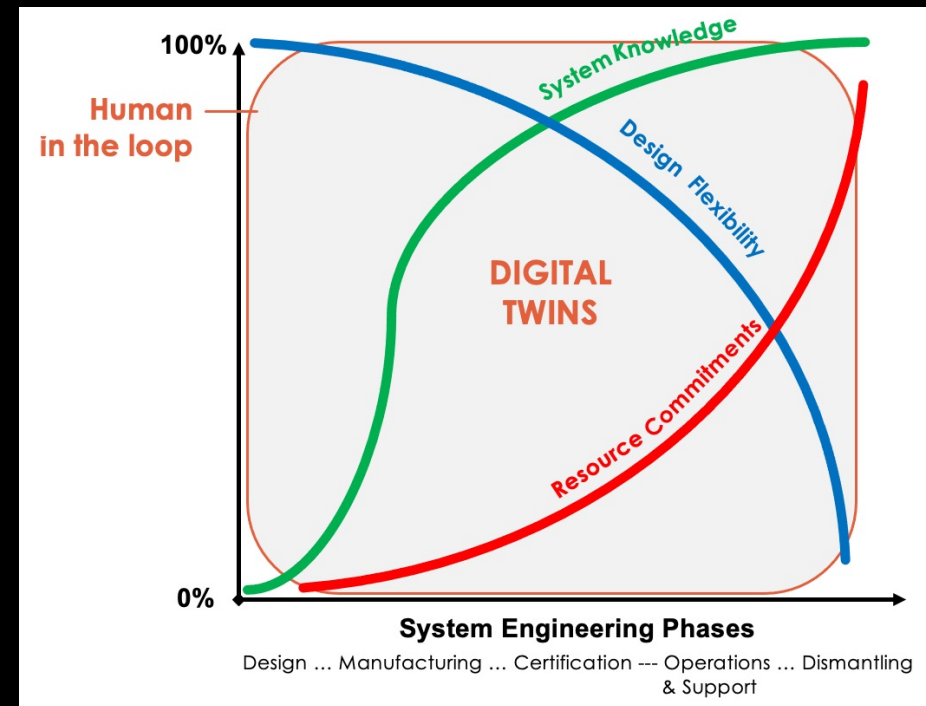 100%
System Knowledge
Human
in the loop
Design Flexibility
DIGITAL
TWINS
Resource Commitments
0%
System Engineering Phases
Design ... Manufacturing ... Certification --- Operations ... Dismantling
& Support